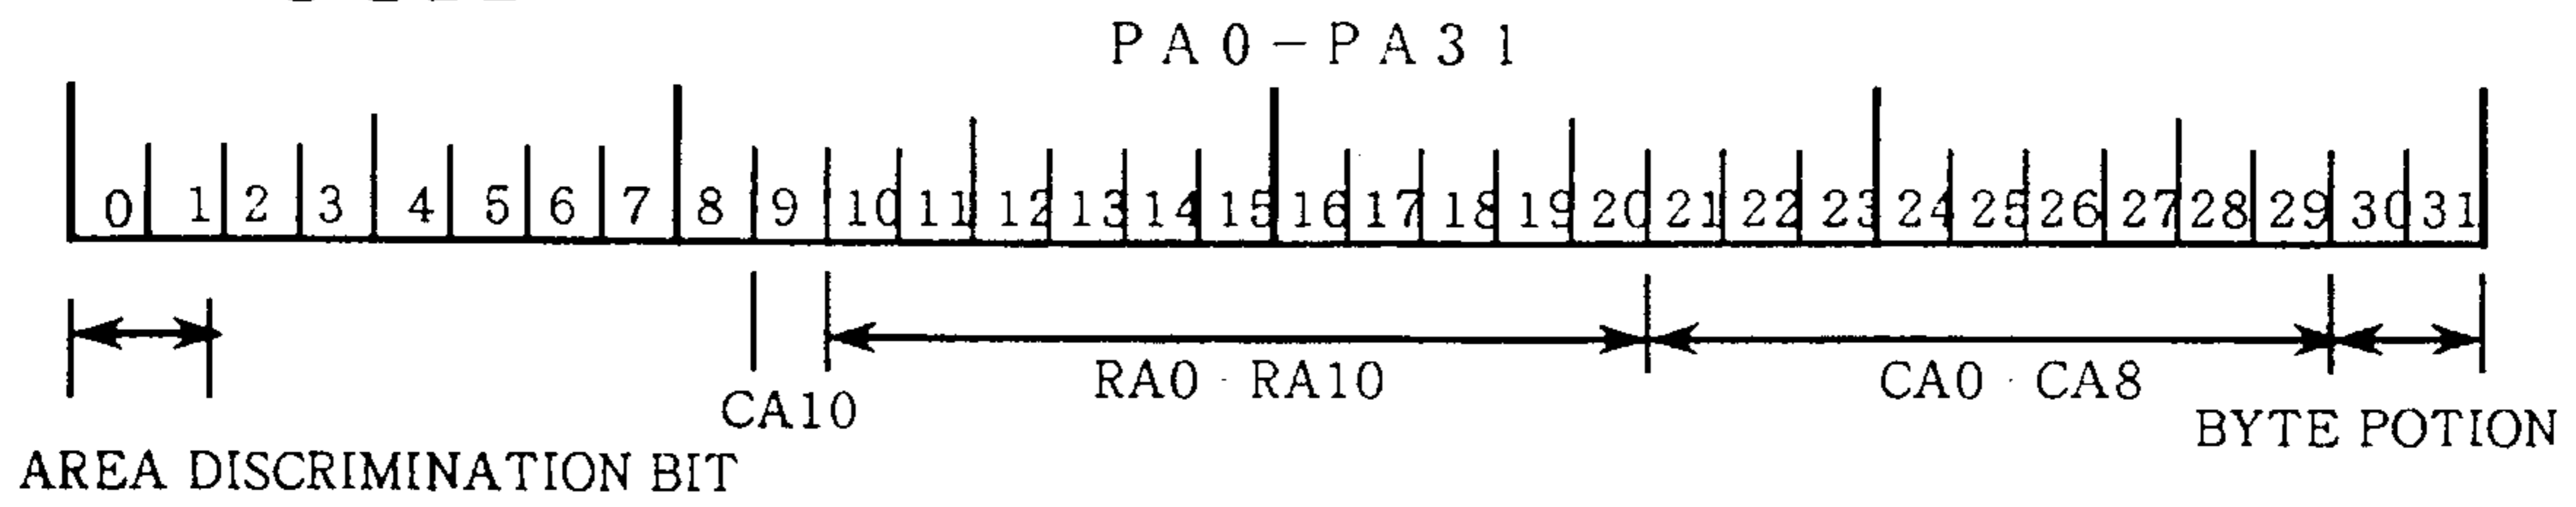 PA0-PA31
0 1 2 3 4 5 6 7 8 9 10 11 12 13 14 15 16 17 18 19 20 21 22 23 24 25 26 27 28 29 30 31
RA0 - RA10
CA0 - CA8
CA10
BYTE POTION
AREA DISCRIMINATION BIT